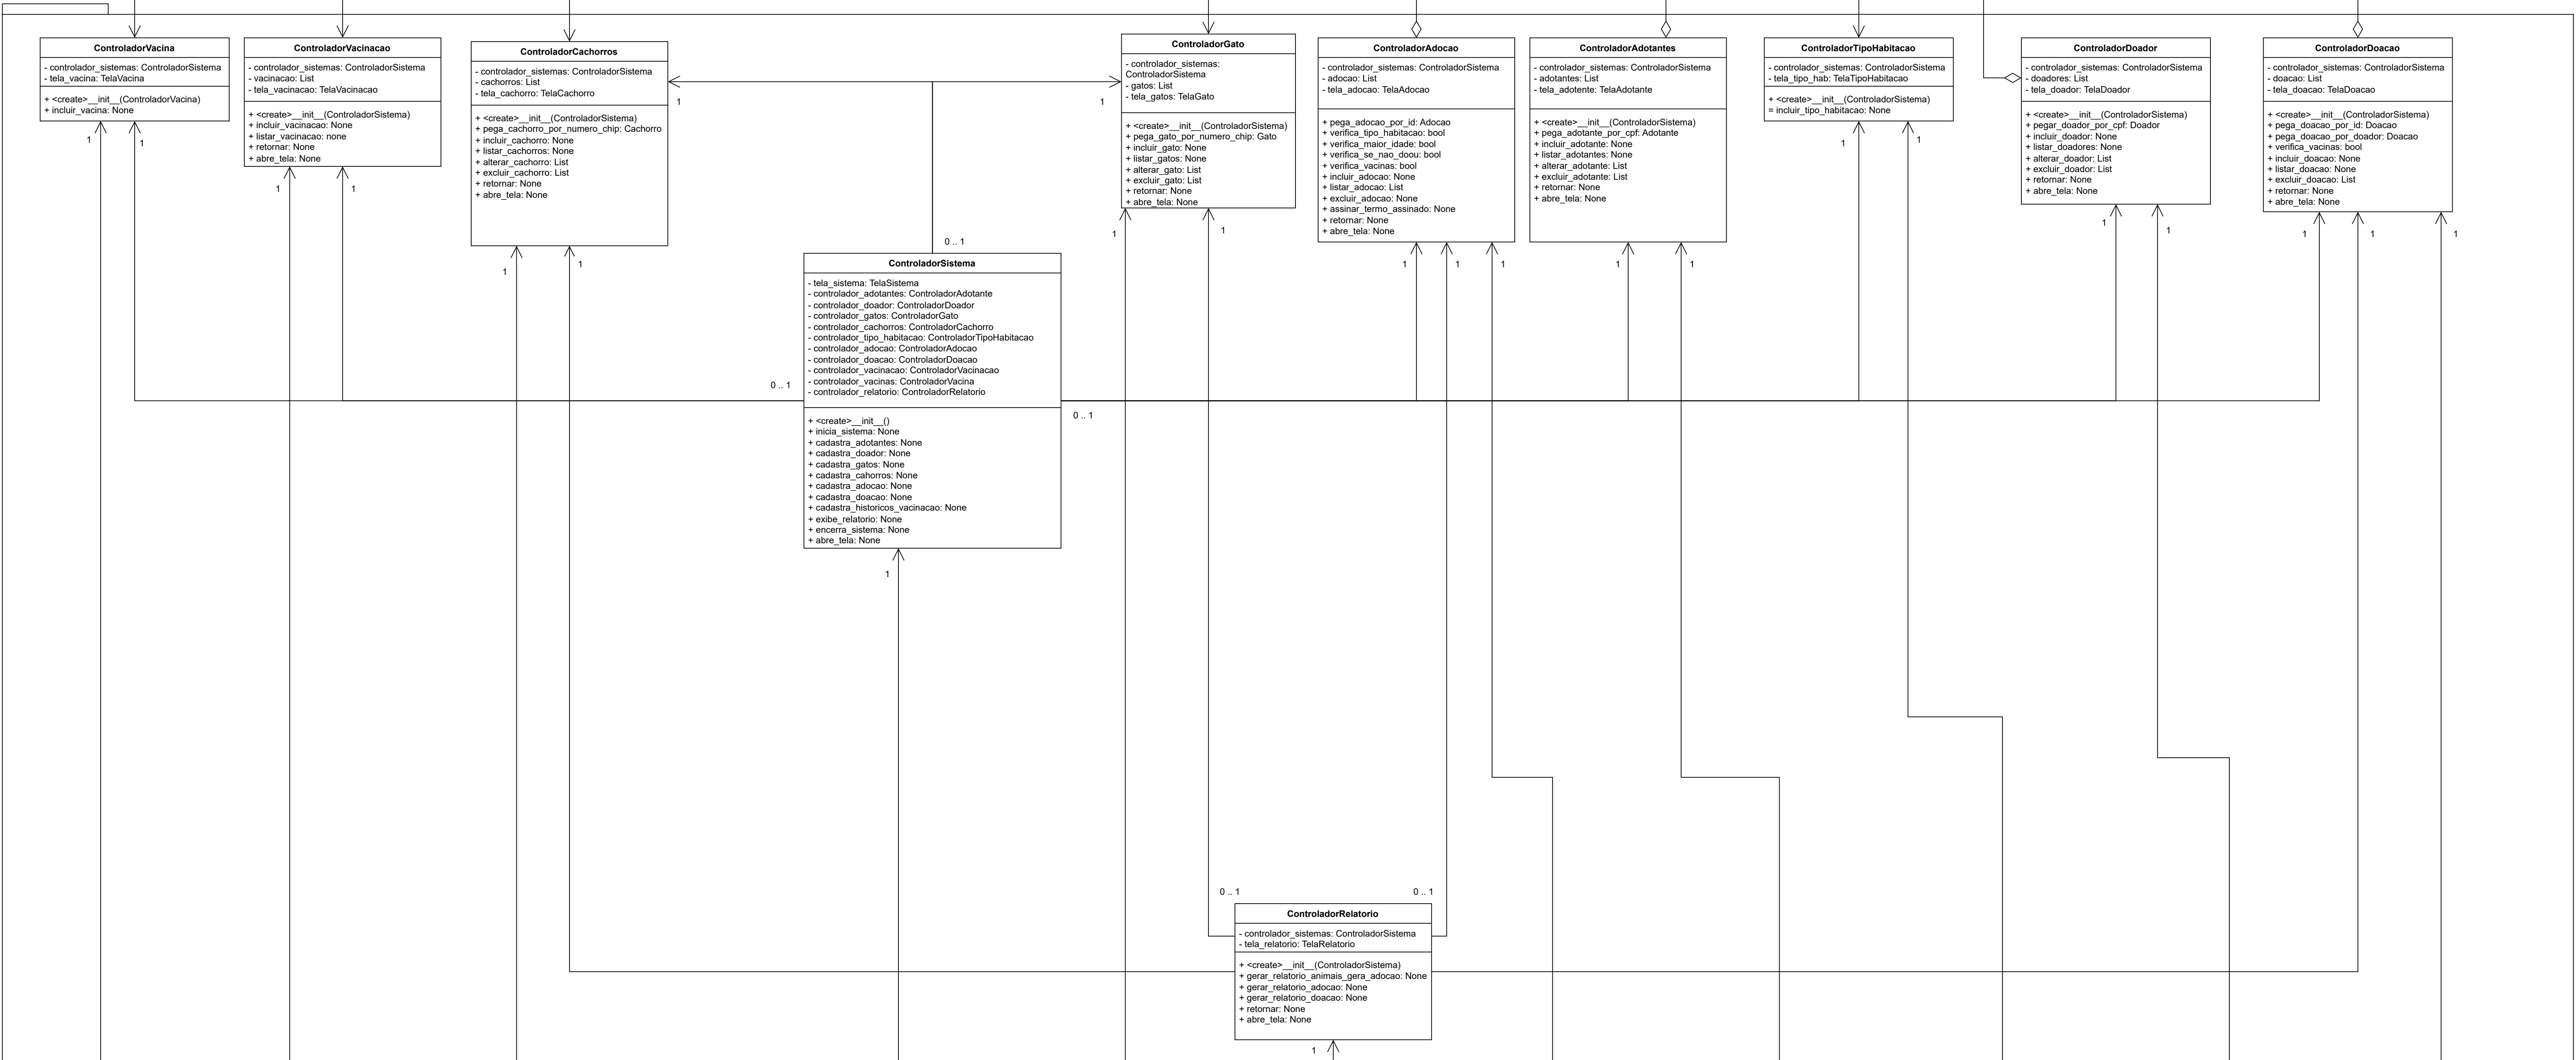 ControladorVacina
- controlador_sistemas: ControladorSistema
- tela_vacina: TelaVacina
+ <create>__init__(ControladorVacina)
+ incluir_vacina: None
1
1
ControladorVacinacao
- controlador_sistemas: ControladorSistema
- vacinacao: List
- tela_vacinacao: TelaVacinacao
+ <create>__init__(ControladorSistema)
+ incluir_vacinacao: None
+ listar_vacinacao: none
+ retornar: None
+ abre_tela: None
1
1
ControladorCachorros
- controlador_sistemas: ControladorSistema
- cachorros: List
- tela_cachorro: TelaCachorro
+ <create>__init__(ControladorSistema)
+ pega_cachorro_por_numero_chip: Cachorro
+ incluir_cachorro: None
+ listar_cachorros: None
+ alterar_cachorro: List
+ excluir_cachorro: List
+ retornar: None
+ abre_tela: None
1
1
1
ControladorGato
- controlador_sistemas:
ControladorSistema
- gatos: List
- tela_gatos: TelaGato
+ <create>__init__(ControladorSistema)
+ pega_gato_por_numero_chip: Gato
+ incluir_gato: None
+ listar_gatos: None
+ alterar_gato: List
+ excluir_gato: List
+ retornar: None
+ abre_tela: None
1
1
1
ControladorAdocao
- controlador_sistemas: ControladorSistema
- adocao: List
- tela_adocao: TelaAdocao
+ pega_adocao_por_id: Adocao
+ verifica_tipo_habitacao: bool
+ verifica_maior_idade: bool
+ verifica_se_nao_doou: bool
+ verifica_vacinas: bool
+ incluir_adocao: None
+ listar_adocao: List
+ excluir_adocao: None
+ assinar_termo_assinado: None
+ retornar: None
+ abre_tela: None
1
1
1
ControladorAdotantes
- controlador_sistemas: ControladorSistema
- adotantes: List
- tela_adotente: TelaAdotante
+ <create>__init__(ControladorSistema)
+ pega_adotante_por_cpf: Adotante
+ incluir_adotante: None
+ listar_adotantes: None
+ alterar_adotante: List
+ excluir_adotante: List
+ retornar: None
+ abre_tela: None
1
1
ControladorTipoHabitacao
- controlador_sistemas: ControladorSistema
- tela_tipo_hab: TelaTipoHabitacao
+ <create>__init__(ControladorSistema)
= incluir_tipo_habitacao: None
1
1
ControladorDoador
- controlador_sistemas: ControladorSistema
- doadores: List
- tela_doador: TelaDoador
+ <create>__init__(ControladorSistema)
+ pegar_doador_por_cpf: Doador
+ incluir_doador: None
+ listar_doadores: None
+ alterar_doador: List
+ excluir_doador: List
+ retornar: None
+ abre_tela: None
1
1
ControladorDoacao
- controlador_sistemas: ControladorSistema
- doacao: List
- tela_doacao: TelaDoacao
+ <create>__init__(ControladorSistema)
+ pega_doacao_por_id: Doacao
+ pega_doacao_por_doador: Doacao
+ verifica_vacinas: bool
+ incluir_doacao: None
+ listar_doacao: None
+ excluir_doacao: List
+ retornar: None
+ abre_tela: None
1
1
1
0 .. 1
ControladorSistema
- tela_sistema: TelaSistema
- controlador_adotantes: ControladorAdotante
- controlador_doador: ControladorDoador
- controlador_gatos: ControladorGato
- controlador_cachorros: ControladorCachorro
- controlador_tipo_habitacao: ControladorTipoHabitacao
- controlador_adocao: ControladorAdocao
- controlador_doacao: ControladorDoacao
- controlador_vacinacao: ControladorVacinacao
- controlador_vacinas: ControladorVacina
- controlador_relatorio: ControladorRelatorio
0 .. 1
0 .. 1
+ <create>__init__()
+ inicia_sistema: None
+ cadastra_adotantes: None
+ cadastra_doador: None
+ cadastra_gatos: None
+ cadastra_cahorros: None
+ cadastra_adocao: None
+ cadastra_doacao: None
+ cadastra_historicos_vacinacao: None
+ exibe_relatorio: None
+ encerra_sistema: None
+ abre_tela: None
1
0 .. 1
0 .. 1
ControladorRelatorio
- controlador_sistemas: ControladorSistema
- tela_relatorio: TelaRelatorio
+ <create>__init__(ControladorSistema)
+ gerar_relatorio_animais_gera_adocao: None
+ gerar_relatorio_adocao: None
+ gerar_relatorio_doacao: None
+ retornar: None
+ abre_tela: None
1